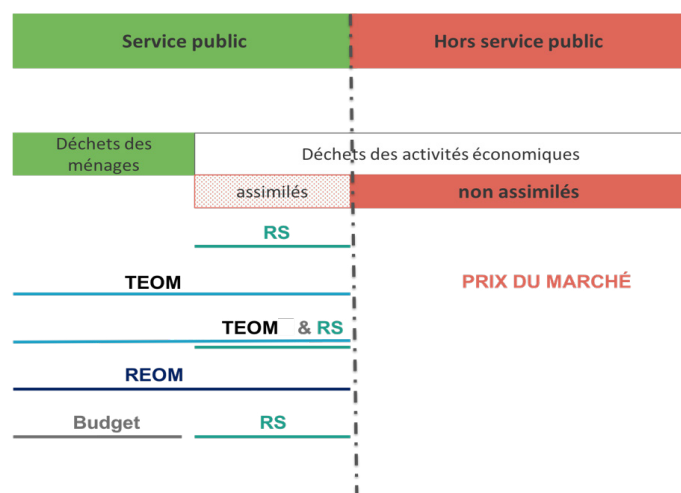 Service public
Hors service public
Déchets des
ménages
Déchets des activités économiques
assimilés
non assimilés
RS
TEOM
PRIX DU MARCHÉ
TEOM & RS
REOM
Budget
RS